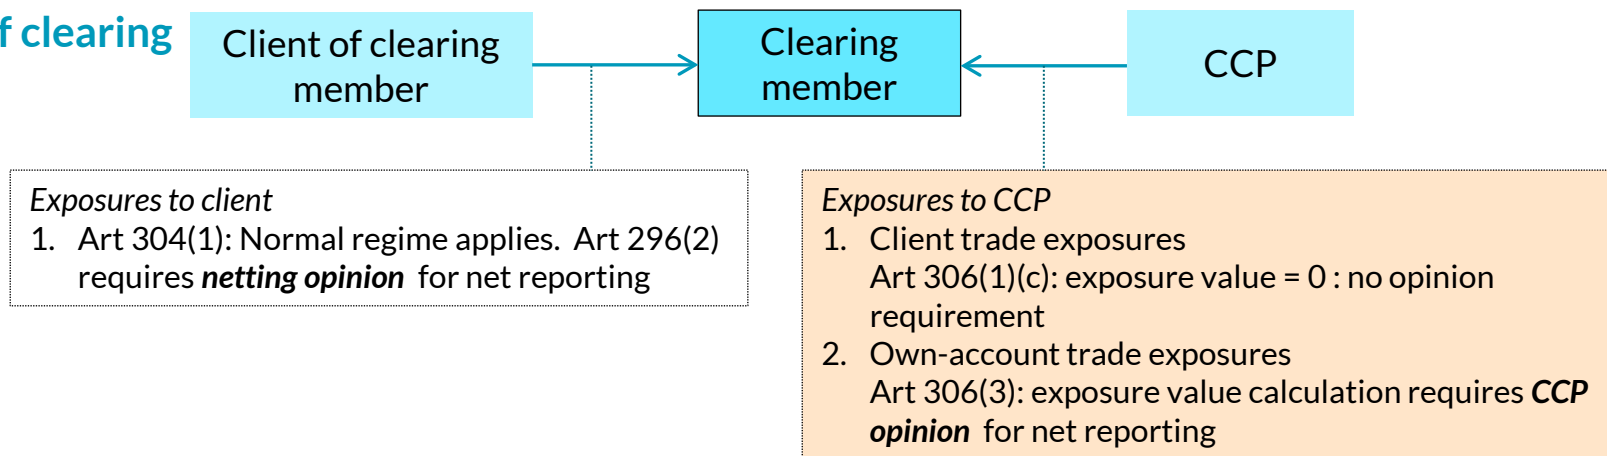 f clearing
Client of clearing
member
Clearing
member
CCP
Exposures to client
1. Art 304(1): Normal regime applies. Art 296(2)
requires netting opinion for net reporting
Exposures to CCP
1. Client trade exposures
Art 306(1)(c): exposure value = 0 : no opinion
requirement
2. Own-account trade exposures
Art 306(3): exposure value calculation requires CCP
opinion for net reporting